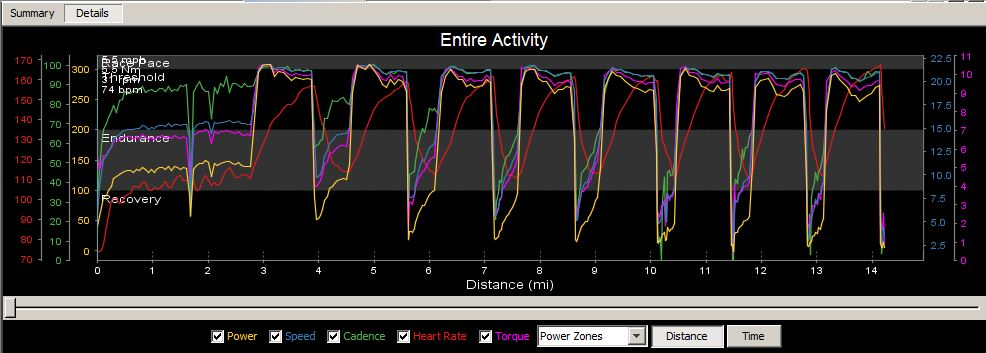 Summary Details
Entire Activity
170 100 300 22.5 11
160 90 250 20.0 10
150 80 200 17.5 9
140 70 150 15.0 8
130 60 100 12.5 7
120 50 50 10.0 6
110 40 0 7.5 5
100 30 5.0 4
90 20 2.5 3
80 10 2
70 0 1
0
Race Pace
Threshold
74 bpm
Endurance
Recovery
0 1 2 3 4 5 6 7 8 9 10 11 12 13 14
Distance (mi)
Power Speed Cadence Heart Rate Torque Power Zones Distance Time